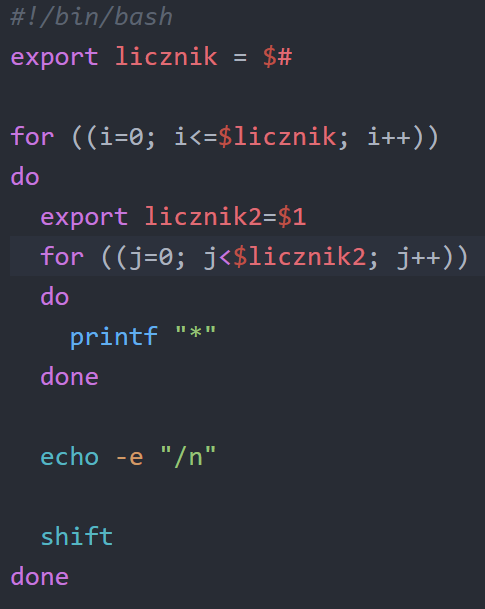 #!/bin/bash
export licznik = $#
for ((i=0; i<=$licznik; i++))
do
  export licznik2=$1
  for ((j=0; j<$licznik2; j++))
  do
    printf "*"
  done
  echo -e "/n"
  shift
done